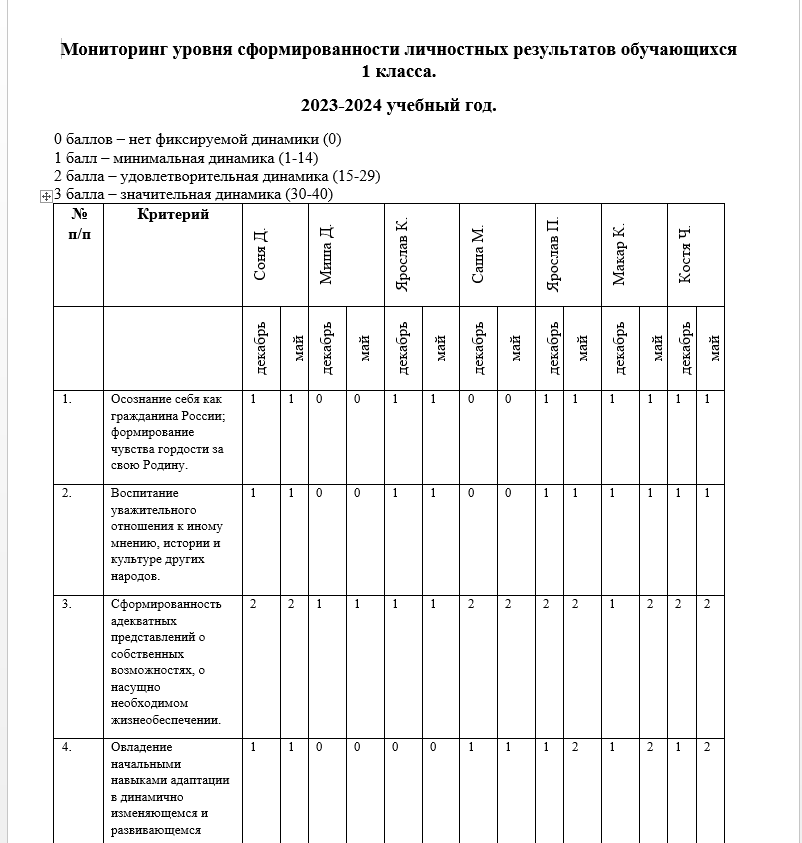 Мониторинг уровня сформированности личностных результатов обучающихся
1 класса.
2023-2024 учебный год.
0 баллов – нет фиксируемой динамики (0)
1 балл – минимальная динамика (1-14)
2 балла – удовлетворительная динамика (15-29)
3 балла – значительная динамика (30-40)
№ п/п Критерий Соня Д. Миша Д. Ярослав К. Саша М. Ярослав П. Макар К. Костя Ч.
декабрь май декабрь май декабрь май декабрь май декабрь май декабрь май декабрь май
1. Осознание себя как 1 1 0 0 1 1 0 0 1 1 1 1 1 1
гражданина России;
формирование
чувства гордости за
свою Родину.
2. Воспитание 1 1 0 0 1 1 0 0 1 1 1 1 1 1
уважительного
отношения к иному
мнению, истории и
культуре других
народов.
3. Сформированность 2 2 1 1 1 1 2 2 2 2 1 2 2 2
адекватных
представлений о
собственных
возможностях, о
насущно
необходимом
жизнеобеспечении.
4. Овладение 1 1 0 0 0 0 1 1 1 2 1 2 1 2
начальными
навыками адаптации
в динамично
изменяющемся и
развивающемся